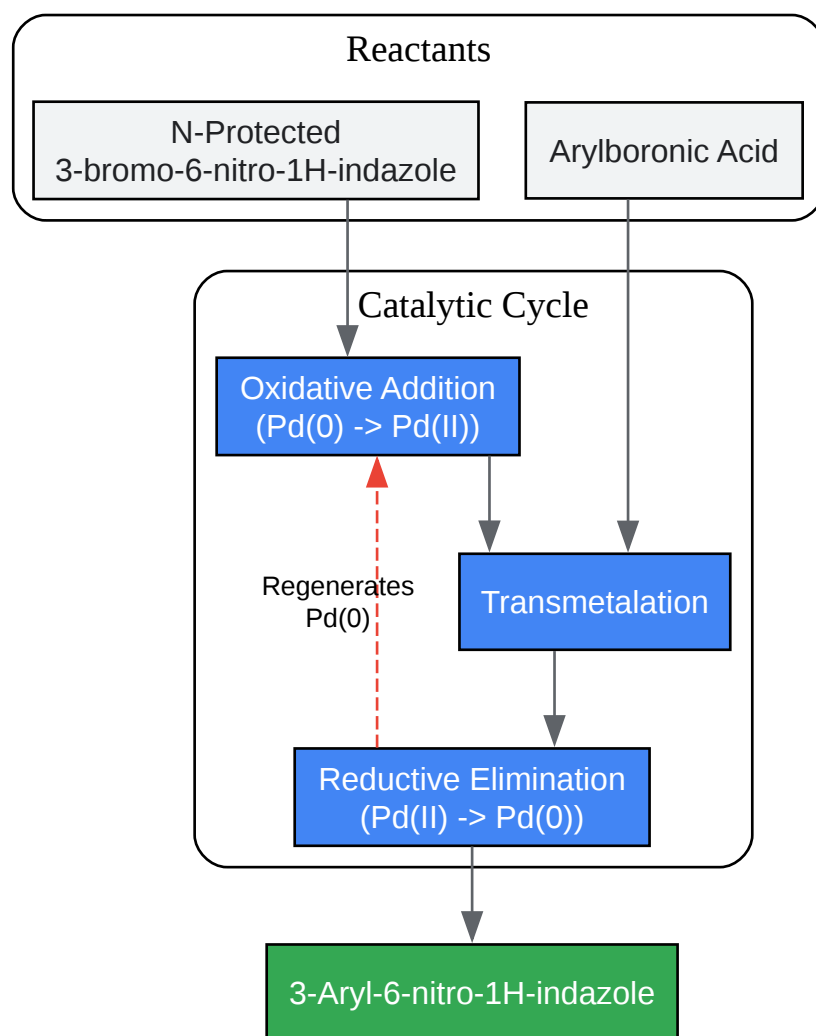 Reactants
N-Protected
3-bromo-6-nitro-1H-indazole
Arylboronic Acid
Catalytic Cycle
Oxidative Addition
(Pd(0) -> Pd(II))
Regenerates
Pd(0)
Transmetalation
Reductive Elimination
(Pd(II) -> Pd(0))
3-Aryl-6-nitro-1H-indazole